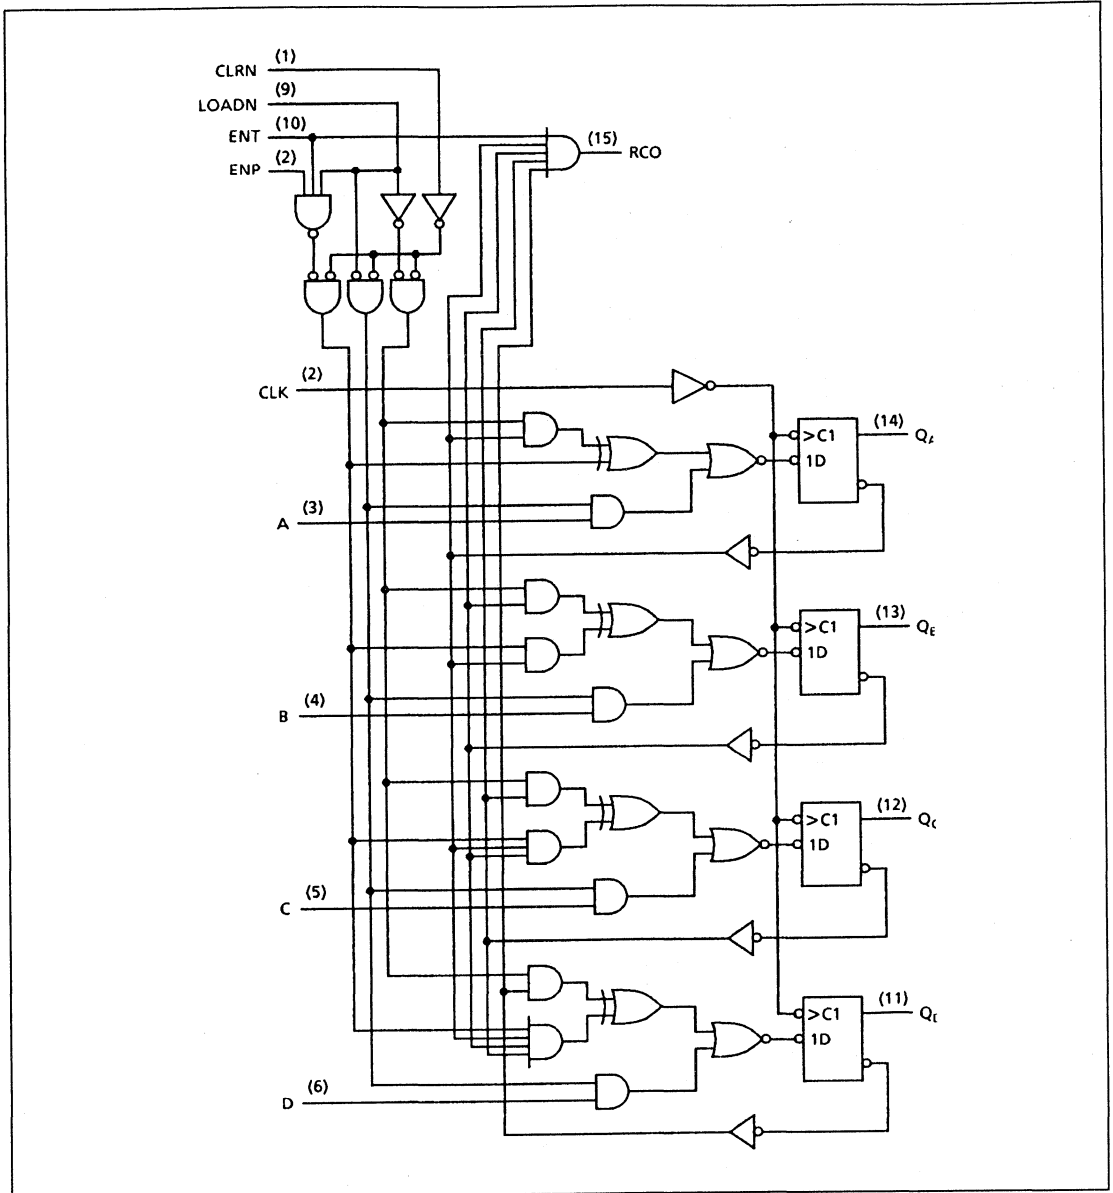 CLRN (1)
LOADN (9)
ENT (10)
ENP (2)
(15) RCO
CLK (2)
>C1
1D
(14)
A (3)
>C1
1D
(13)
B (4)
>C1
1D
(12)
C (5)
>C1
1D
(11)
D (6)